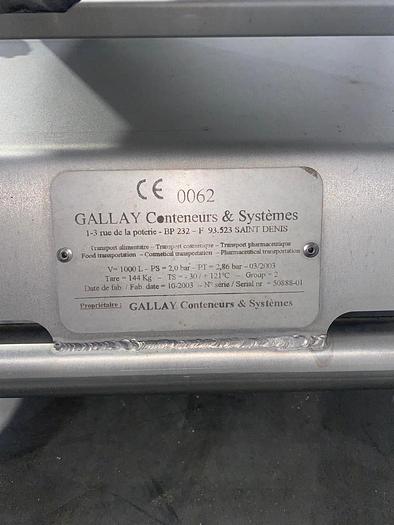 CE 0062
GALLAY Conteneurs & Systèmes
1-3 rue de la poterie - BP 232 - F 93.523 SAINT DENIS
Transport alimentaire - Transport cosmetique - Transport pharmaceutique
Food transportation - Cosmetical transportation - Pharmaceutical transportation
V= 1000 L - PS = 2,0 bar - PT = 2,86 bar - 03/2003
Tare = 144 Kg - TS = - 30 / + 121°C - Group = 2
Date de fab / Fab. date = 10-2003 - N° série / Serial nr = 50888-01
Propriétaire : GALLAY Conteneurs & Systèmes